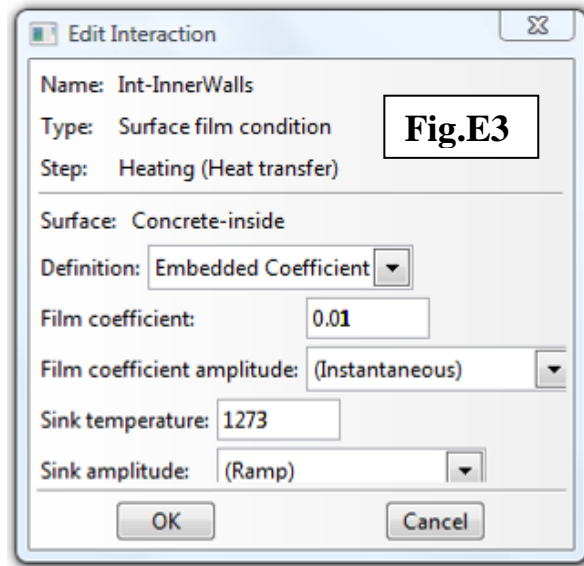 Edit Interaction
Name: Int-InnerWalls
Type: Surface film condition
Fig.E3
Step: Heating (Heat transfer)
Surface: Concrete-inside
Definition: Embedded Coefficient
Film coefficient: 0.01
Film coefficient amplitude: (Instantaneous)
Sink temperature: 1273
Sink amplitude: (Ramp)
OK Cancel